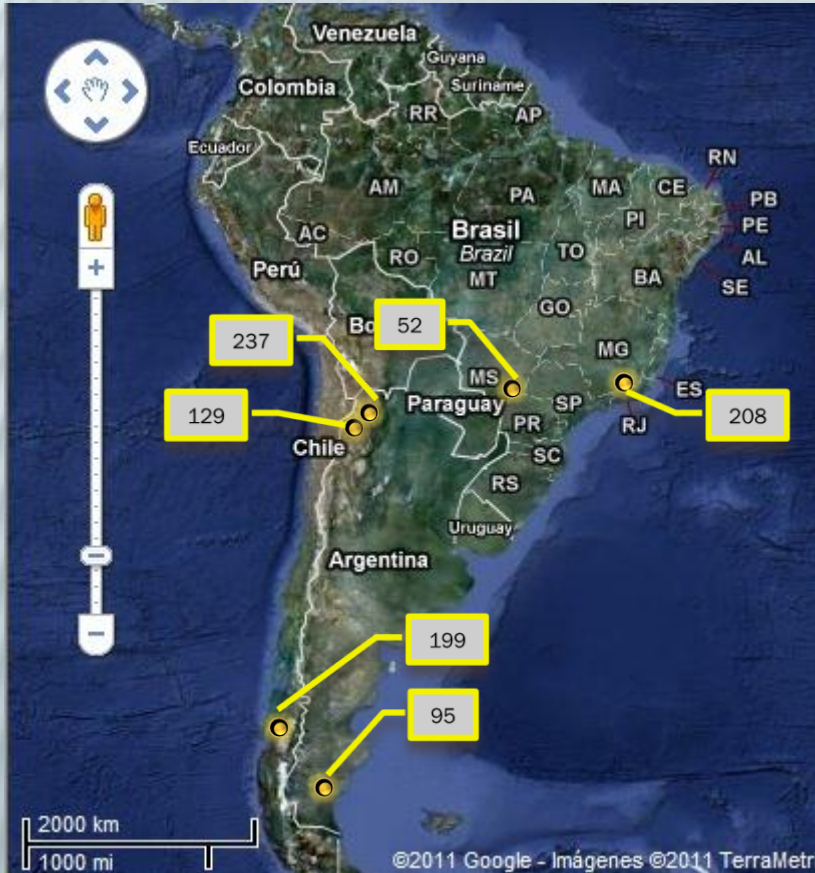 Venezuela
Guyana
Colombia
Suriname
RR
AP
Ecuador
RN
AM
PA
MA
CE
PB
PI
PE
AC
Brasil
RO
Brazil
TO
AL
Perú
MT
BA
SE
GO
237
Bo
52
MG
MS
ES
129
Paraguay
SP
208
PR
RJ
Chile
SC
RS
Uruguay
Argentina
199
95
2000 km
1000 mi
©2011 Google - Imágenes ©2011 TerraMetr